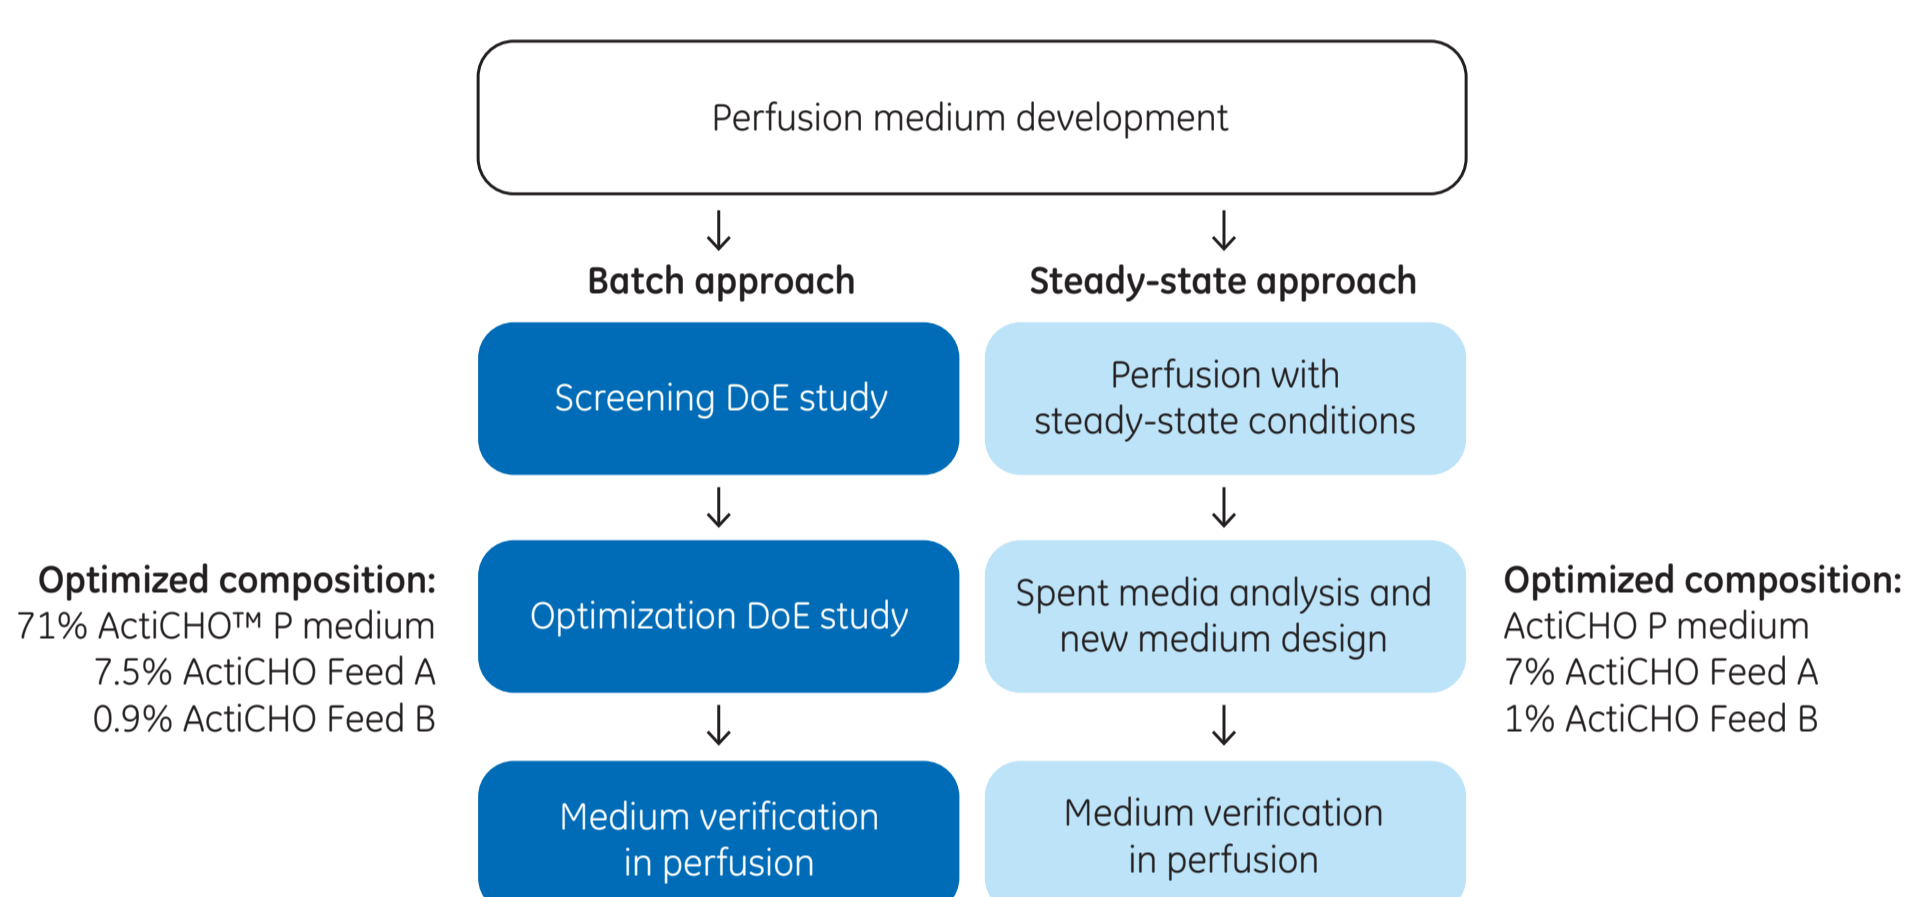 Perfusion medium development
Batch approach
Steady-state approach
Screening DoE study
Perfusion with
steady-state conditions
Optimized composition:
71% ActiCHO™ P medium
7.5% ActiCHO Feed A
0.9% ActiCHO Feed B
Optimization DoE study
Spent media analysis and
new medium design
Optimized composition:
ActiCHO P medium
7% ActiCHO Feed A
1% ActiCHO Feed B
Medium verification
in perfusion
Medium verification
in perfusion